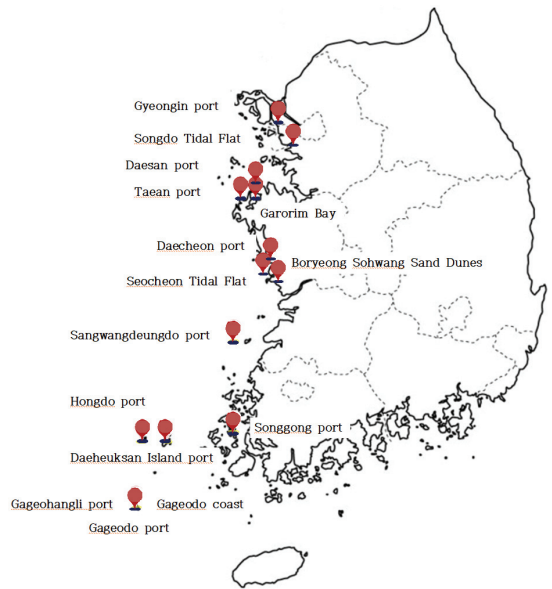 Gyeongin port
Songdo Tidal Flat
Daesan port
Taean port
Garorim Bay
Daecheon port
Boryeong Sohwang Sand Dunes
Seocheon Tidal Flat
Sangwangdeungdo port
Hongdo port
Songgong port
Daeheuksan Island port
Gageohangli port
Gageodo coast
Gageodo port